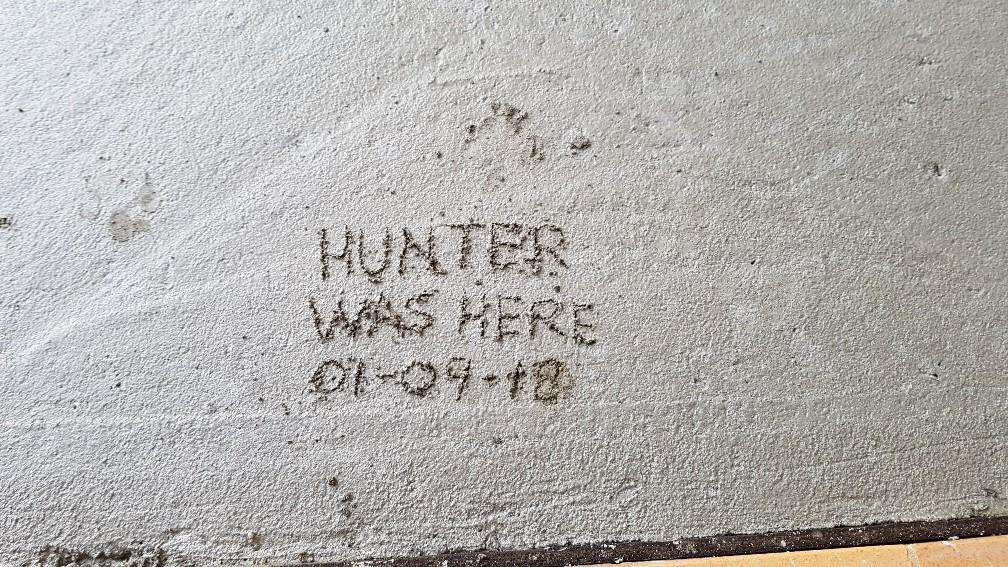 HUNTER
WAS HERE
01-09-18